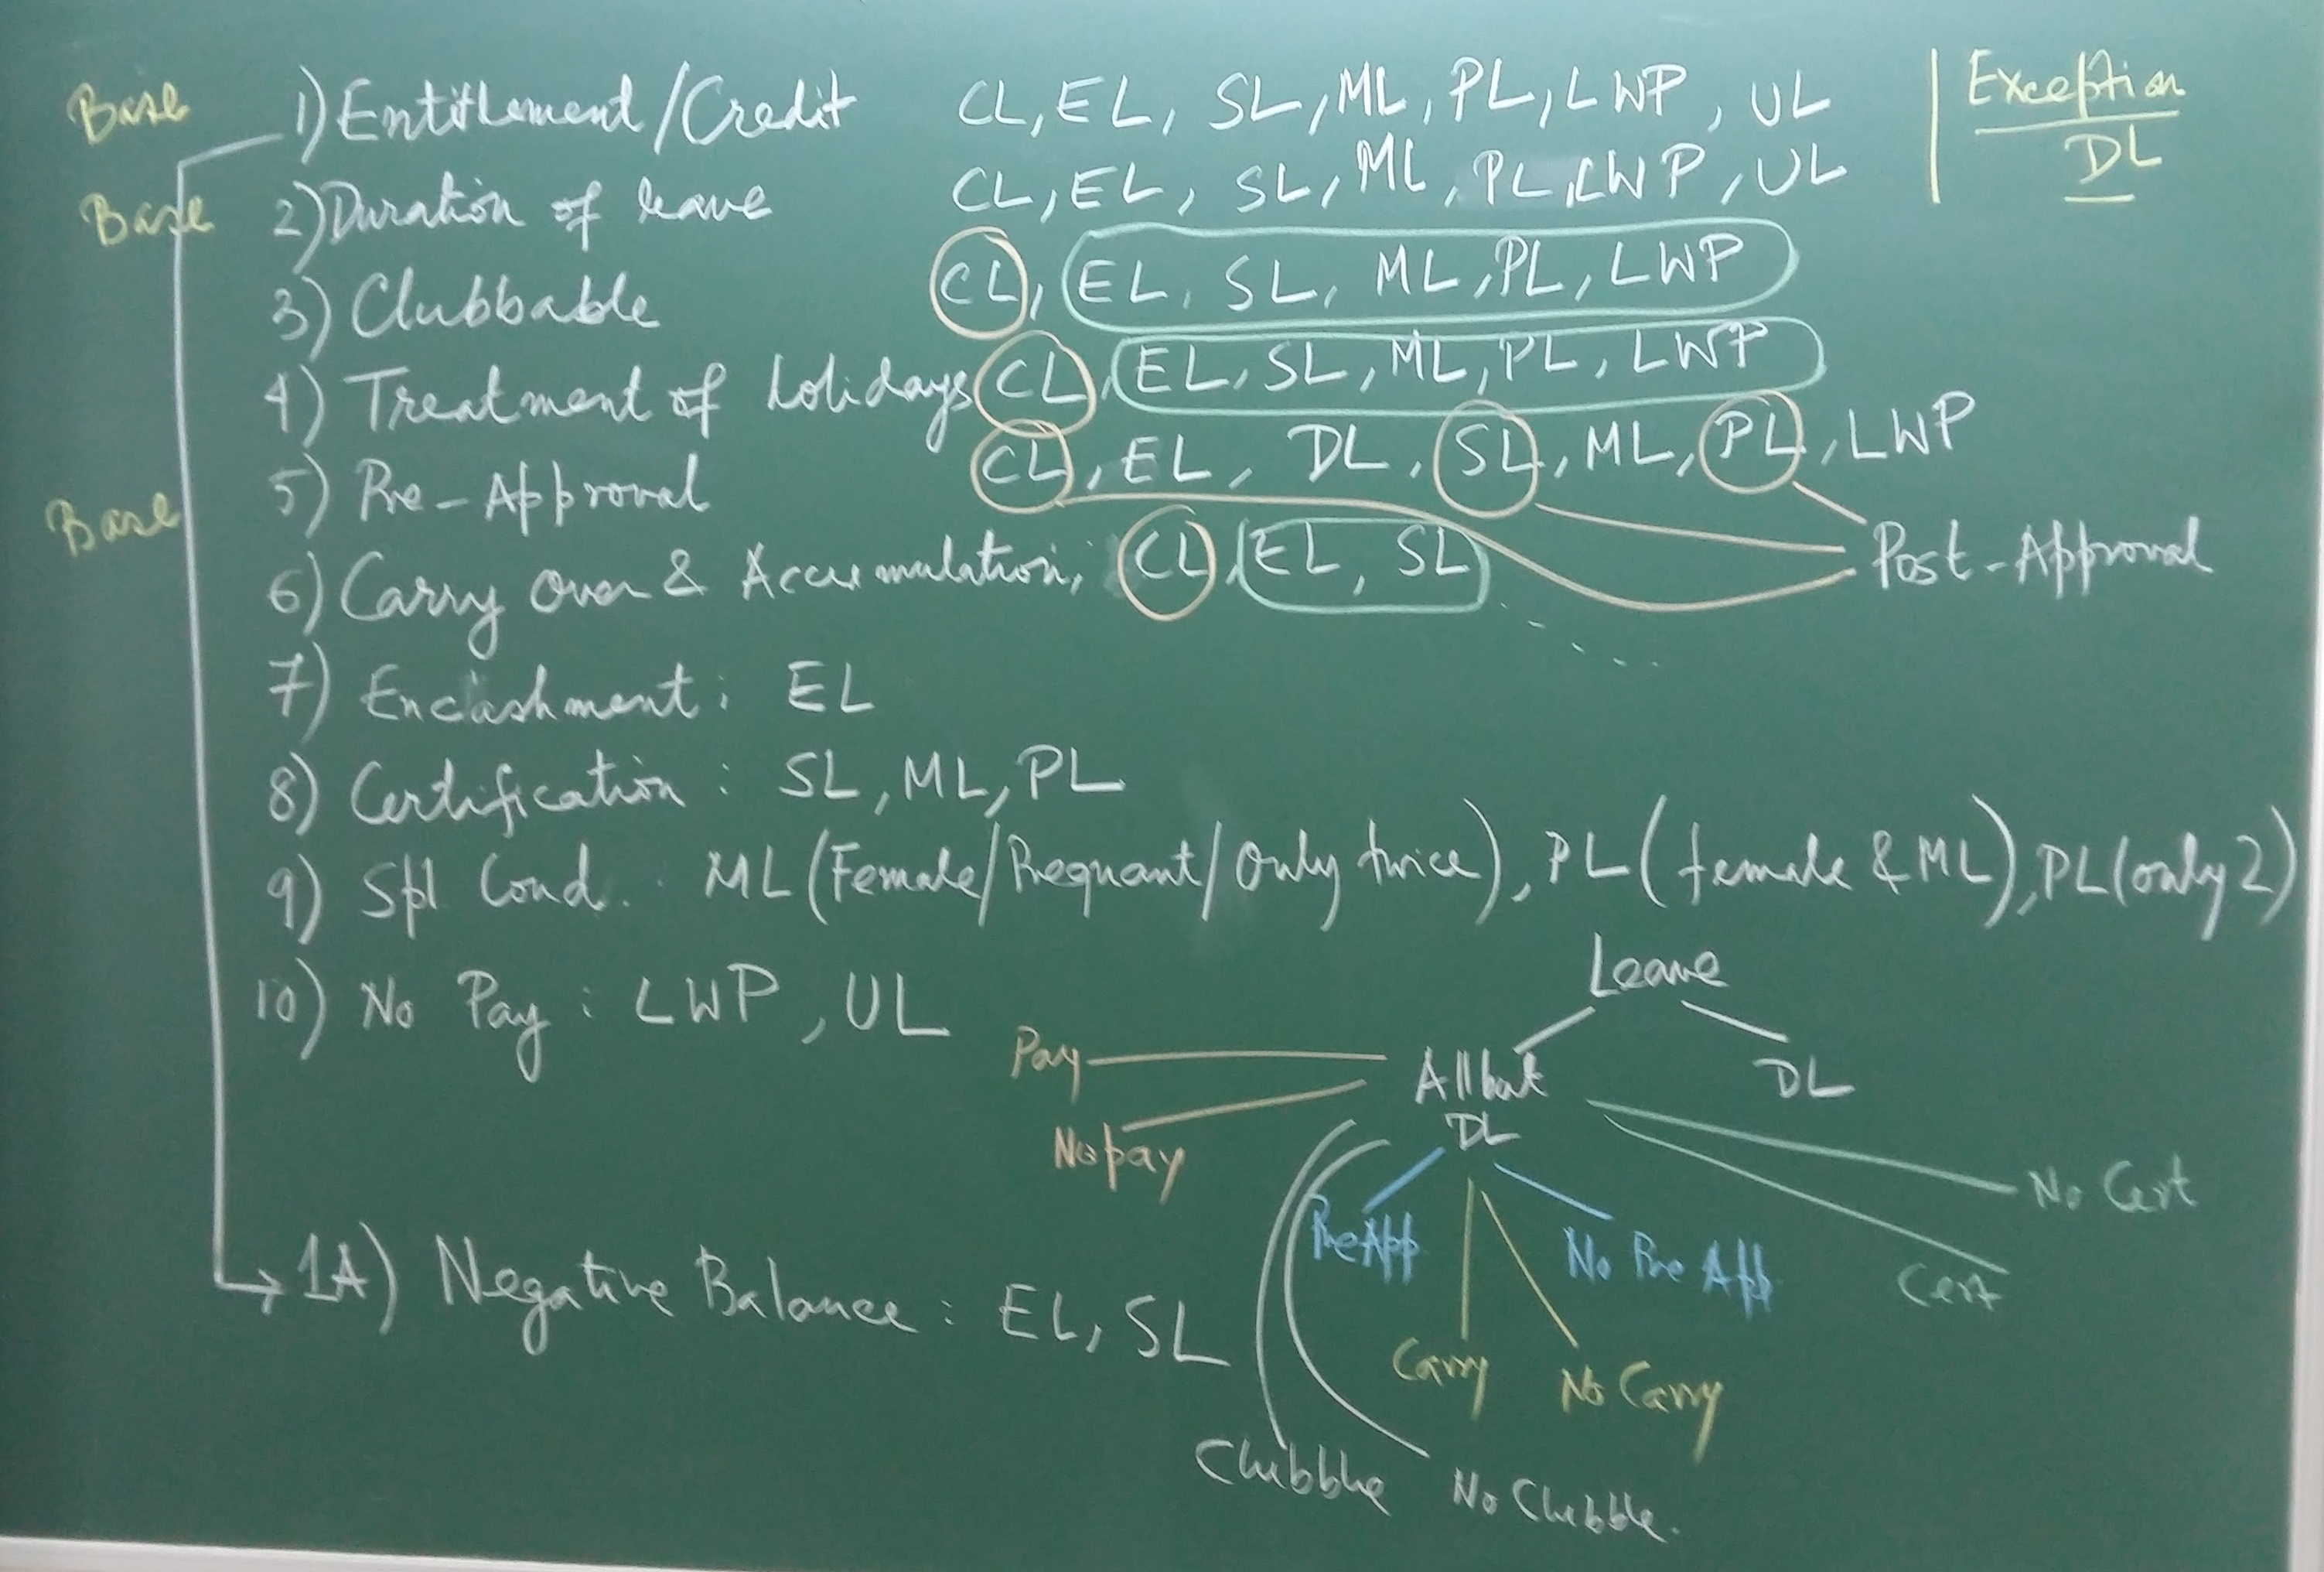 Base 1) Entitlement/Credit CL, EL, SL, ML, PL, LWP, UL Exception
Base 2) Duration of leave CL, EL, SL, ML, PL, LWP, UL DL
3) Clubbable CL, EL, SL, ML, PL, LWP
4) Treatment of holidays CL, EL, SL, ML, PL, LWP
Base 5) Pre-Approval CL, EL, DL, SL, ML, PL, LWP
Post-Approval
6) Carry Over & Accumulation; CL, EL, SL
7) Encashment: EL
8) Certification: SL, ML, PL
9) Spl Cond. ML (Female/Pregnant/Only twice), PL (female & ML), PL (only 2)
10) No Pay: LWP, UL
Leave
Pay All but DL
DL
No pay
No Cert
Pre App No Pre App Cert
1A) Negative Balance: EL, SL
Carry No Carry
Clubbble No Clubble.